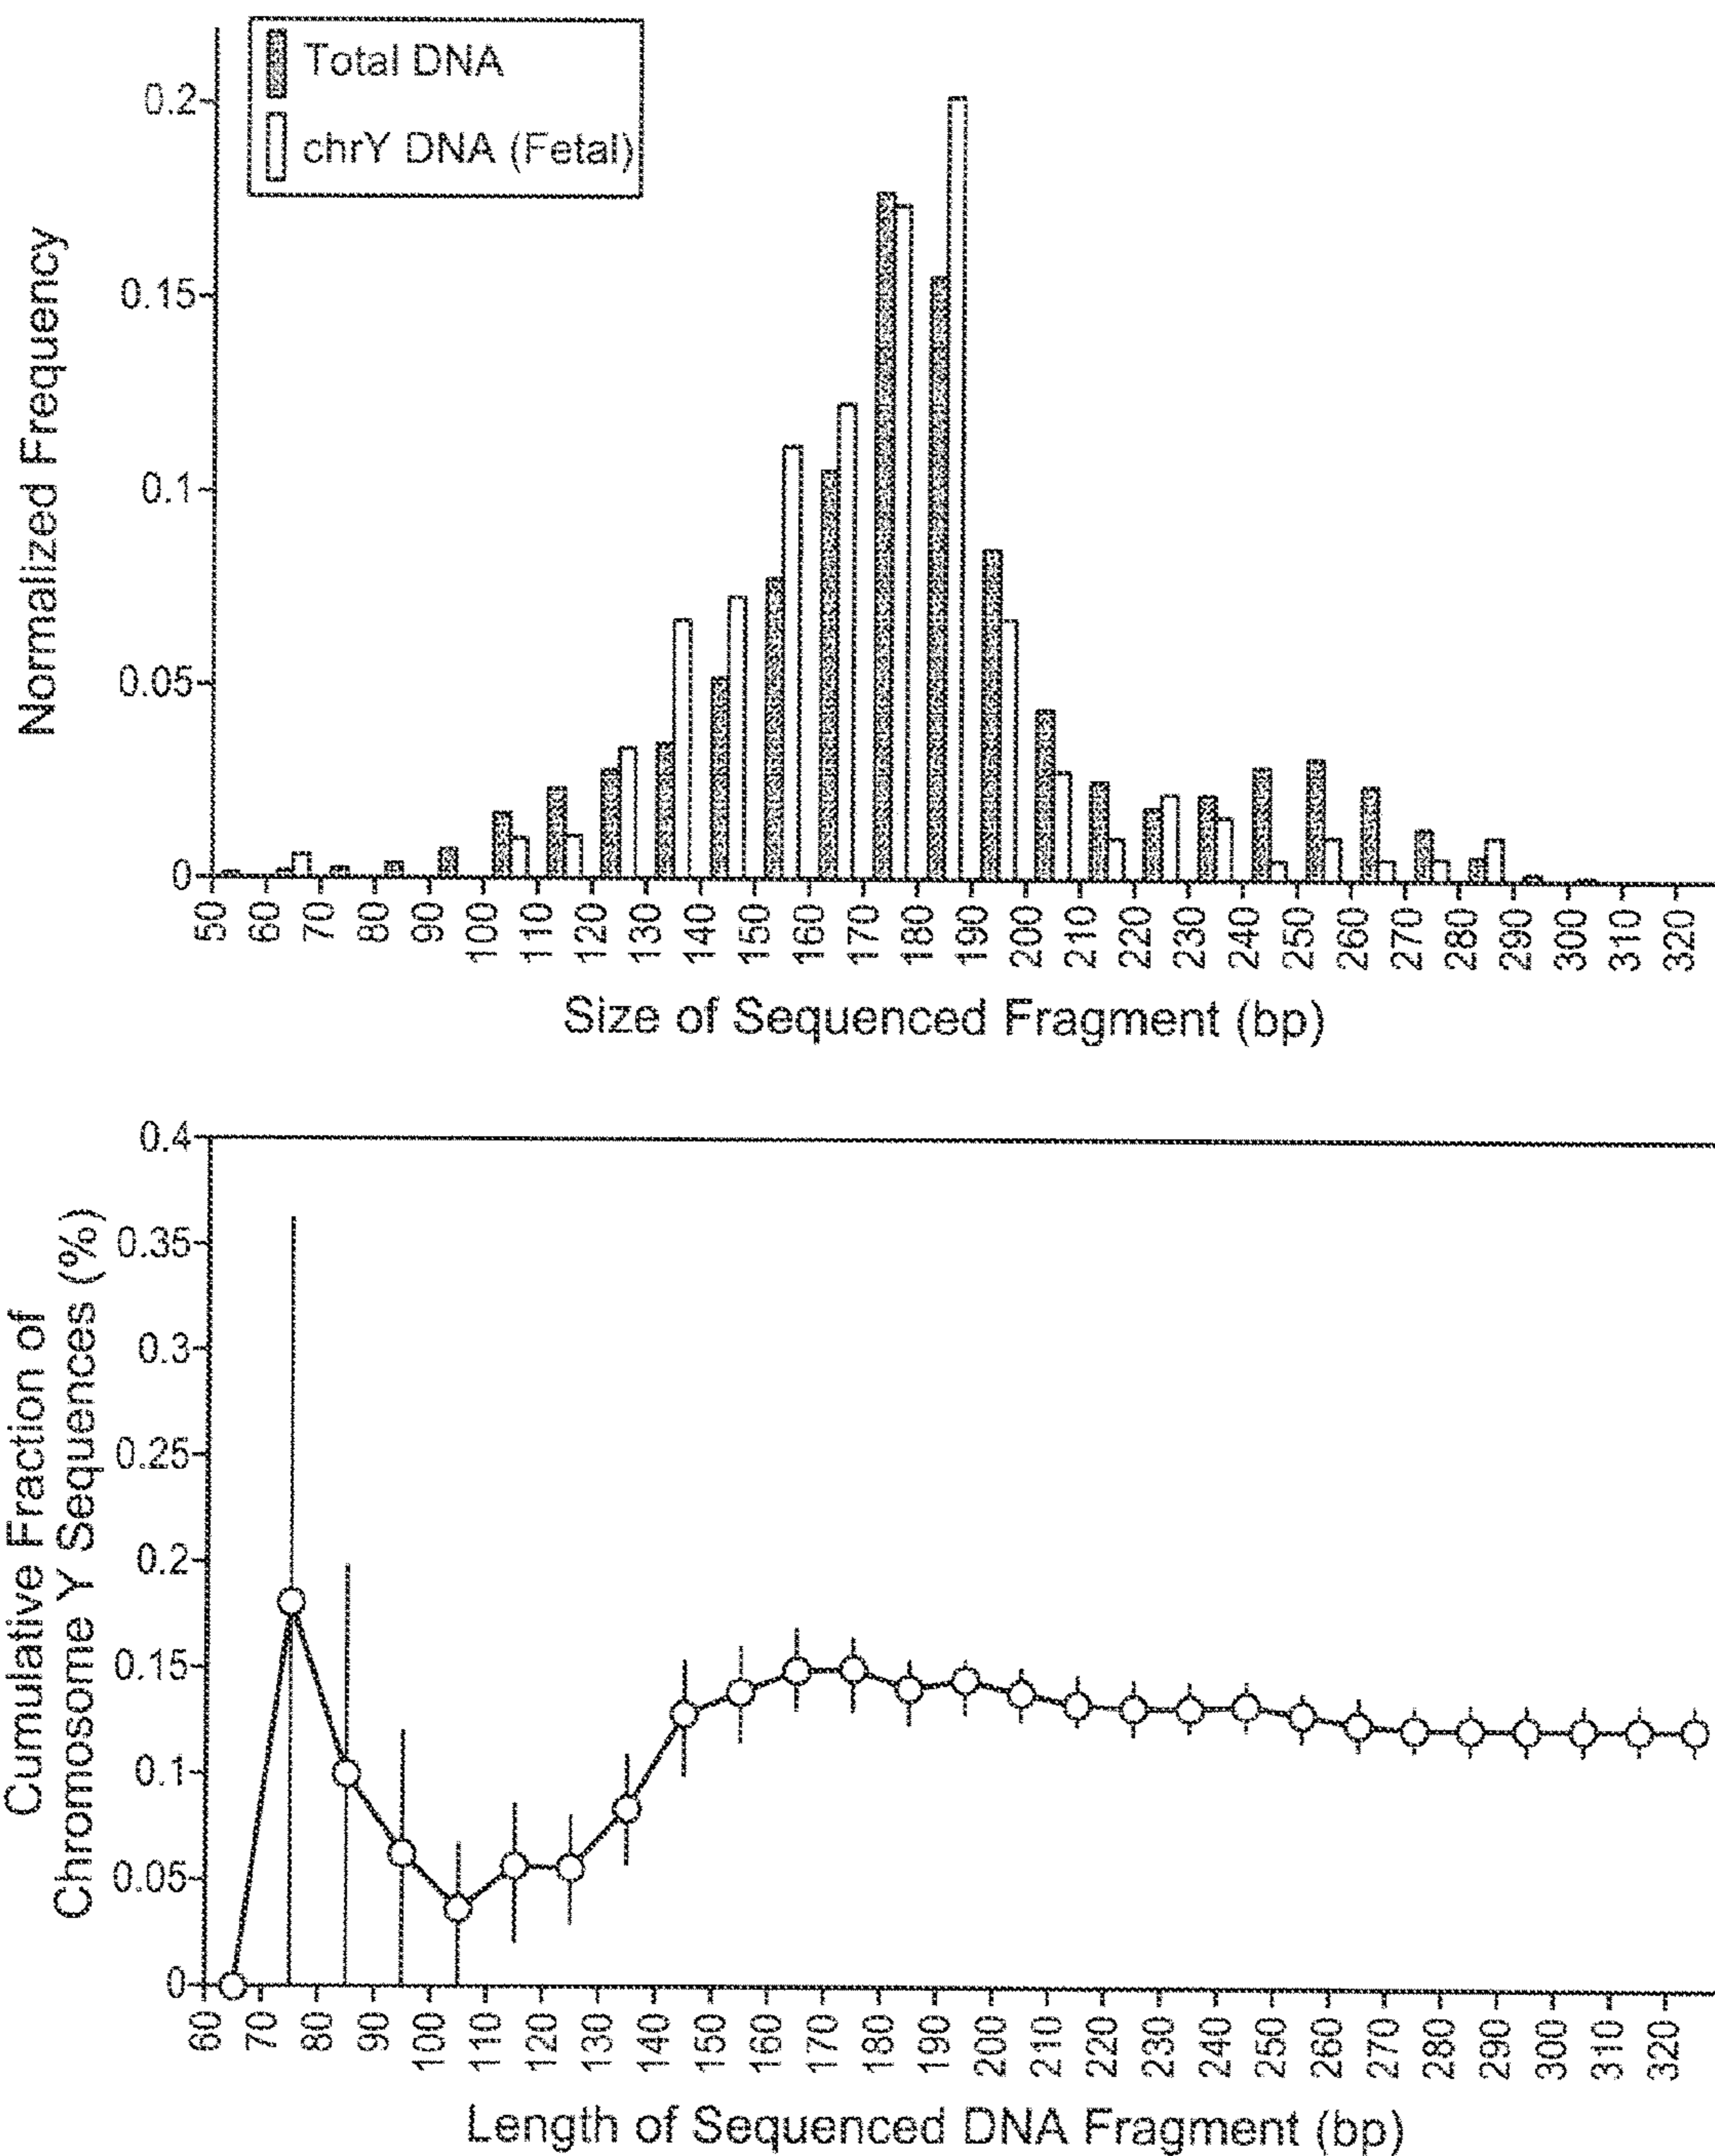 Total DNA
chrY DNA (Fetal)
Normalized Frequency
0.2
0.15
0.1
0.05
0
50 60 70 80 90 100 110 120 130 140 150 160 170 180 190 200 210 220 230 240 250 260 270 280 290 300 310 320
Size of Sequenced Fragment (bp)
Cumulative Fraction of
Chromosome Y Sequences (%)
0.4
0.35
0.3
0.25
0.2
0.15
0.1
0.05
0
60 70 80 90 100 110 120 130 140 150 160 170 180 190 200 210 220 230 240 250 260 270 280 290 300 310 320
Length of Sequenced DNA Fragment (bp)